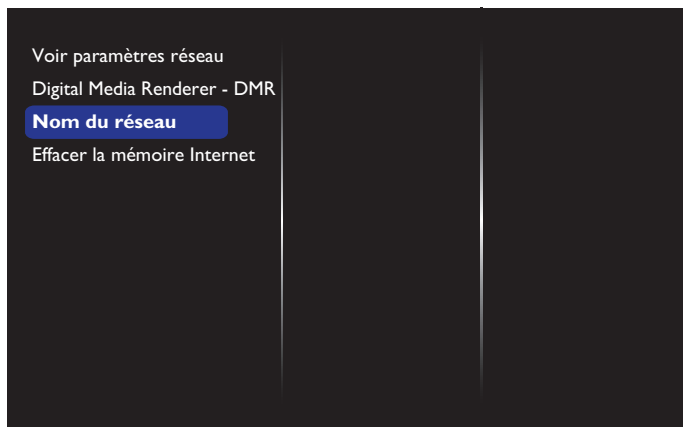 Voir paramètres réseau
Digital Media Renderer - DMR
Nom du réseau
Effacer la mémoire Internet